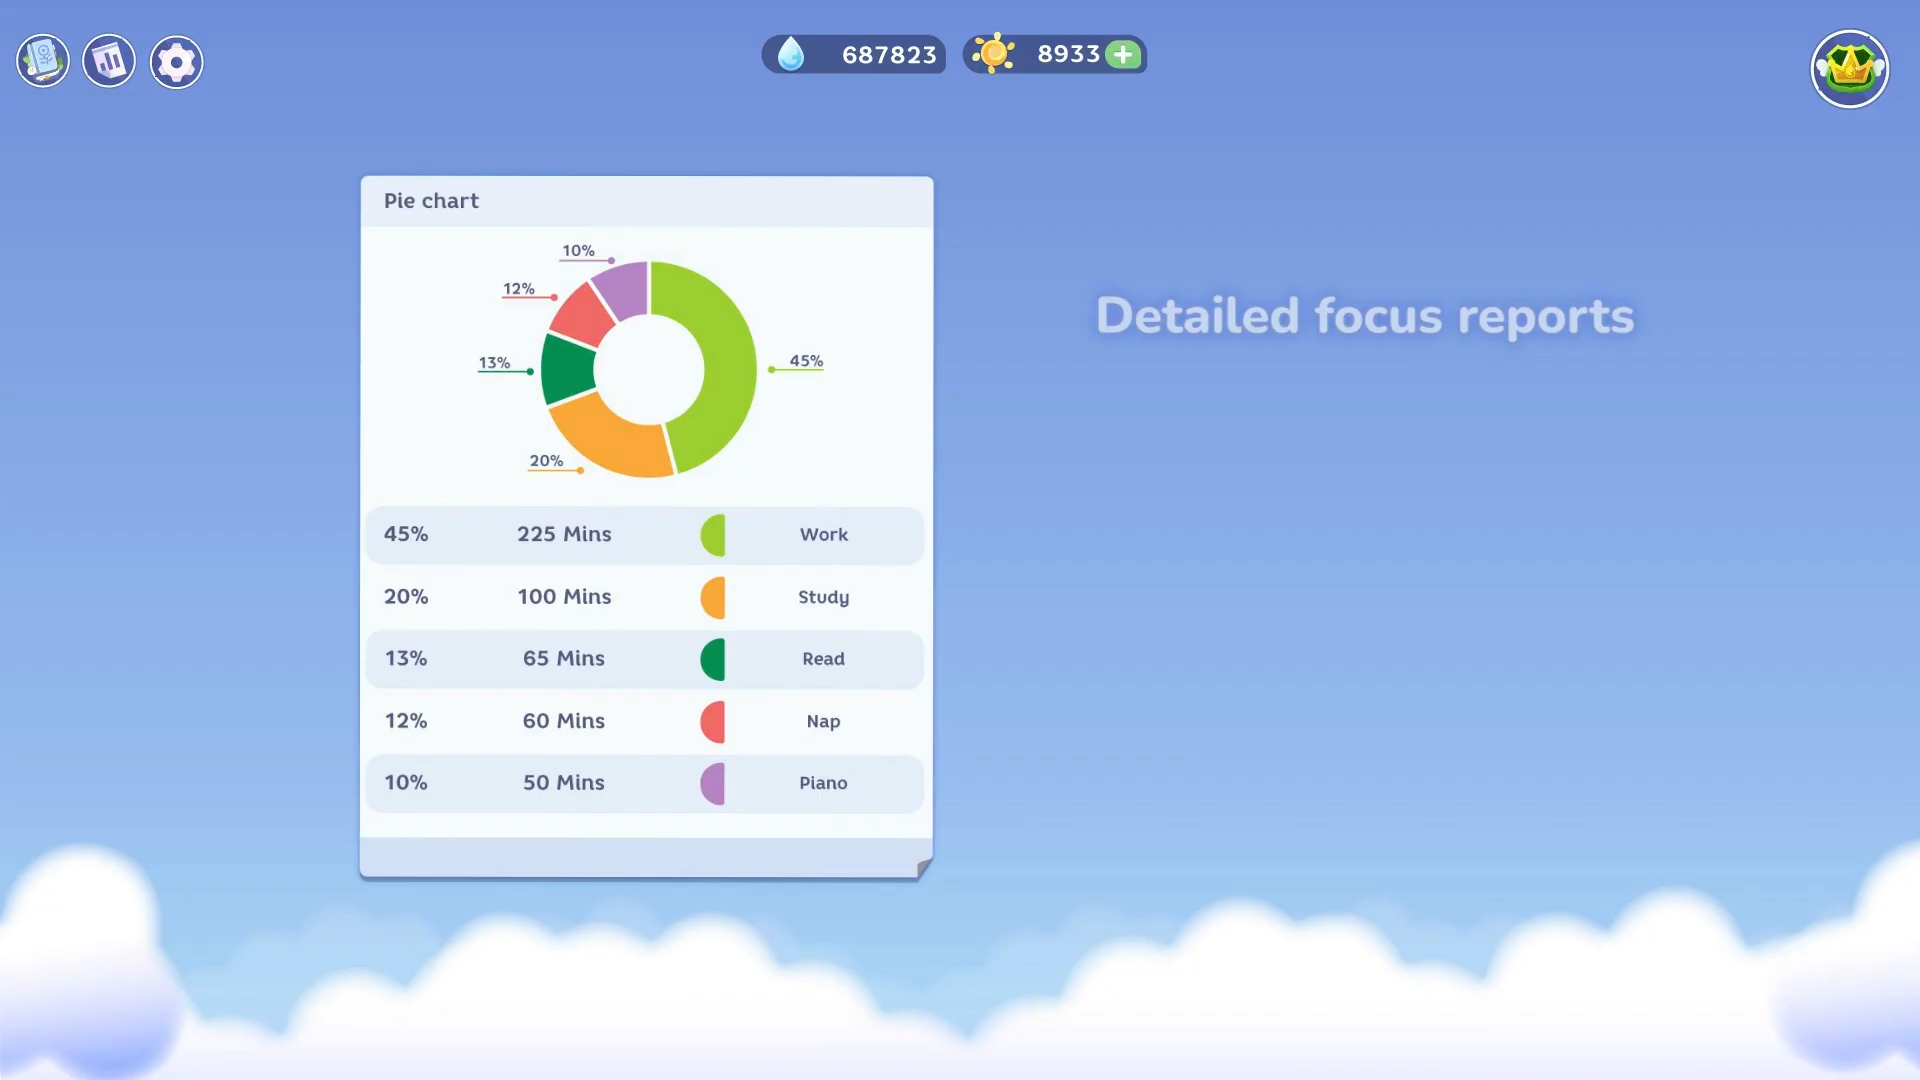 687823
8933
Pie chart
10%
12%
13%
45%
20%
Detailed focus reports
45% 225 Mins Work
20% 100 Mins Study
13% 65 Mins Read
12% 60 Mins Nap
10% 50 Mins Piano